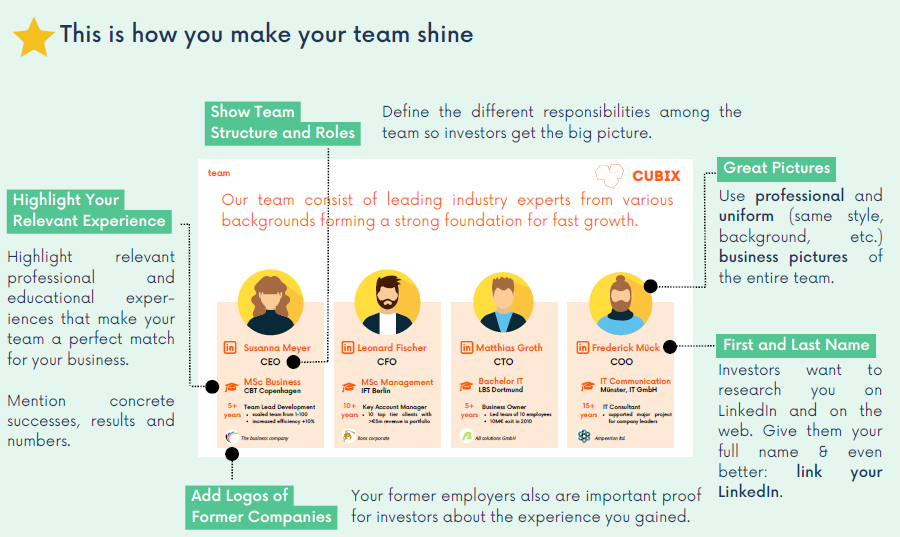 This is how you make your team shine
Show Team
Structure and Roles
Define the different responsibilities among the
team so investors get the big picture.
Highlight Your
Relevant Experience
Highlight relevant
professional and
educational exper-
iences that make your
team a perfect match
for your business.
Mention concrete
successes, results and
numbers.
team
CUBIX
Our team consist of leading industry experts from various
backgrounds forming a strong foundation for fast growth.
in Susanna Meyer
CEO
MSc Business
CBT Copenhagen
5+
years
Team Lead Development
• scaled team from 1-100
• increased efficiency +10%
The business company
in Leonard Fischer
CFO
MSc Management
IFT Berlin
10+
years
Key Account Manager
• 10 top tier clients with
>€5m revenue in portfolio
lions corporate
in Matthias Groth
CTO
Bachelor IT
LBS Dortmund
5+
years
Business Owner
• Led team of 10 employees
• 10M€ exit in 2010
AB solutions GmbH
in Frederick Mück
COO
IT Communication
Münster, IT GmbH
15+
years
IT Consultant
• supported major project
for company leaders
Ampeerion ltd.
Great Pictures
Use professional and
uniform (same style,
background, etc.)
business pictures of
the entire team.
First and Last Name
Investors want to
research you on
LinkedIn and on the
web. Give them your
full name & even
better: link your
LinkedIn.
Add Logos of
Former Companies
Your former employers also are important proof
for investors about the experience you gained.